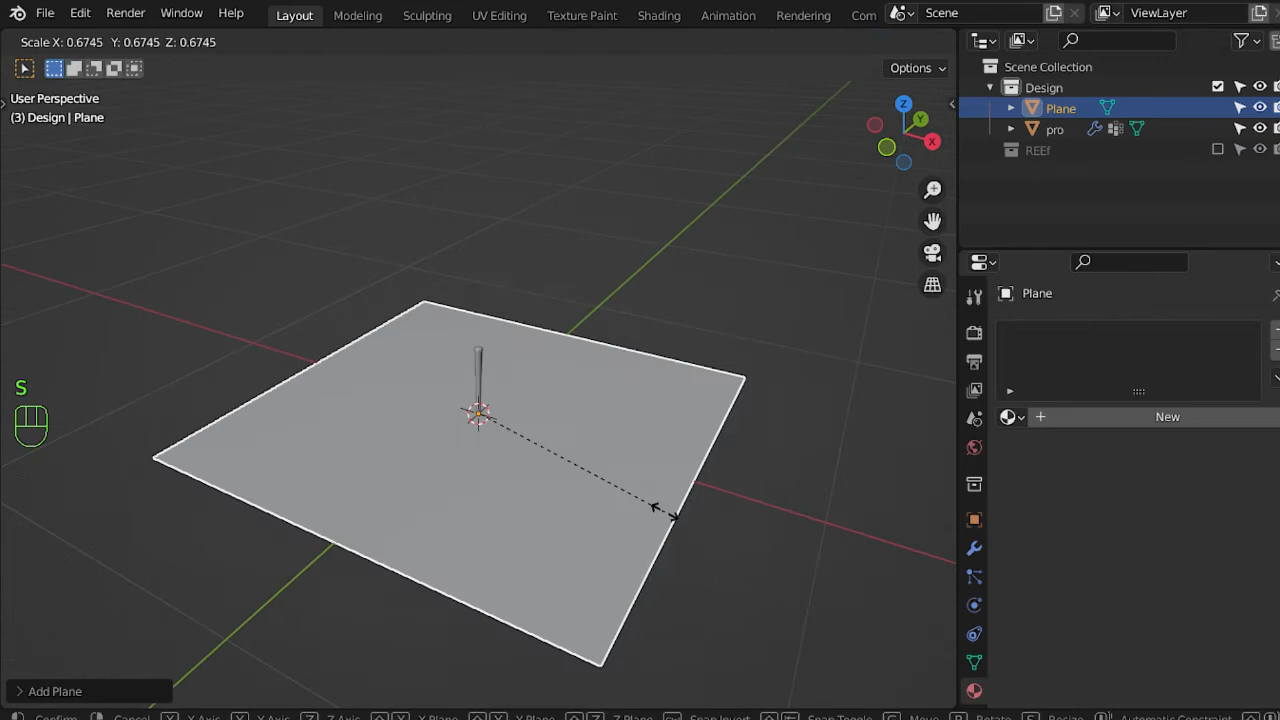 File Edit Render Window Help
Layout Modeling Sculpting UV Editing Texture Paint Shading Animation Rendering Com
Scene
ViewLayer
Scale X: 0.6745 Y: 0.6745 Z: 0.6745
Options
User Perspective
(3) Design | Plane
Z
Y
X
Scene Collection
Design
Plane
pro
REEf
Plane
New
S
Add Plane